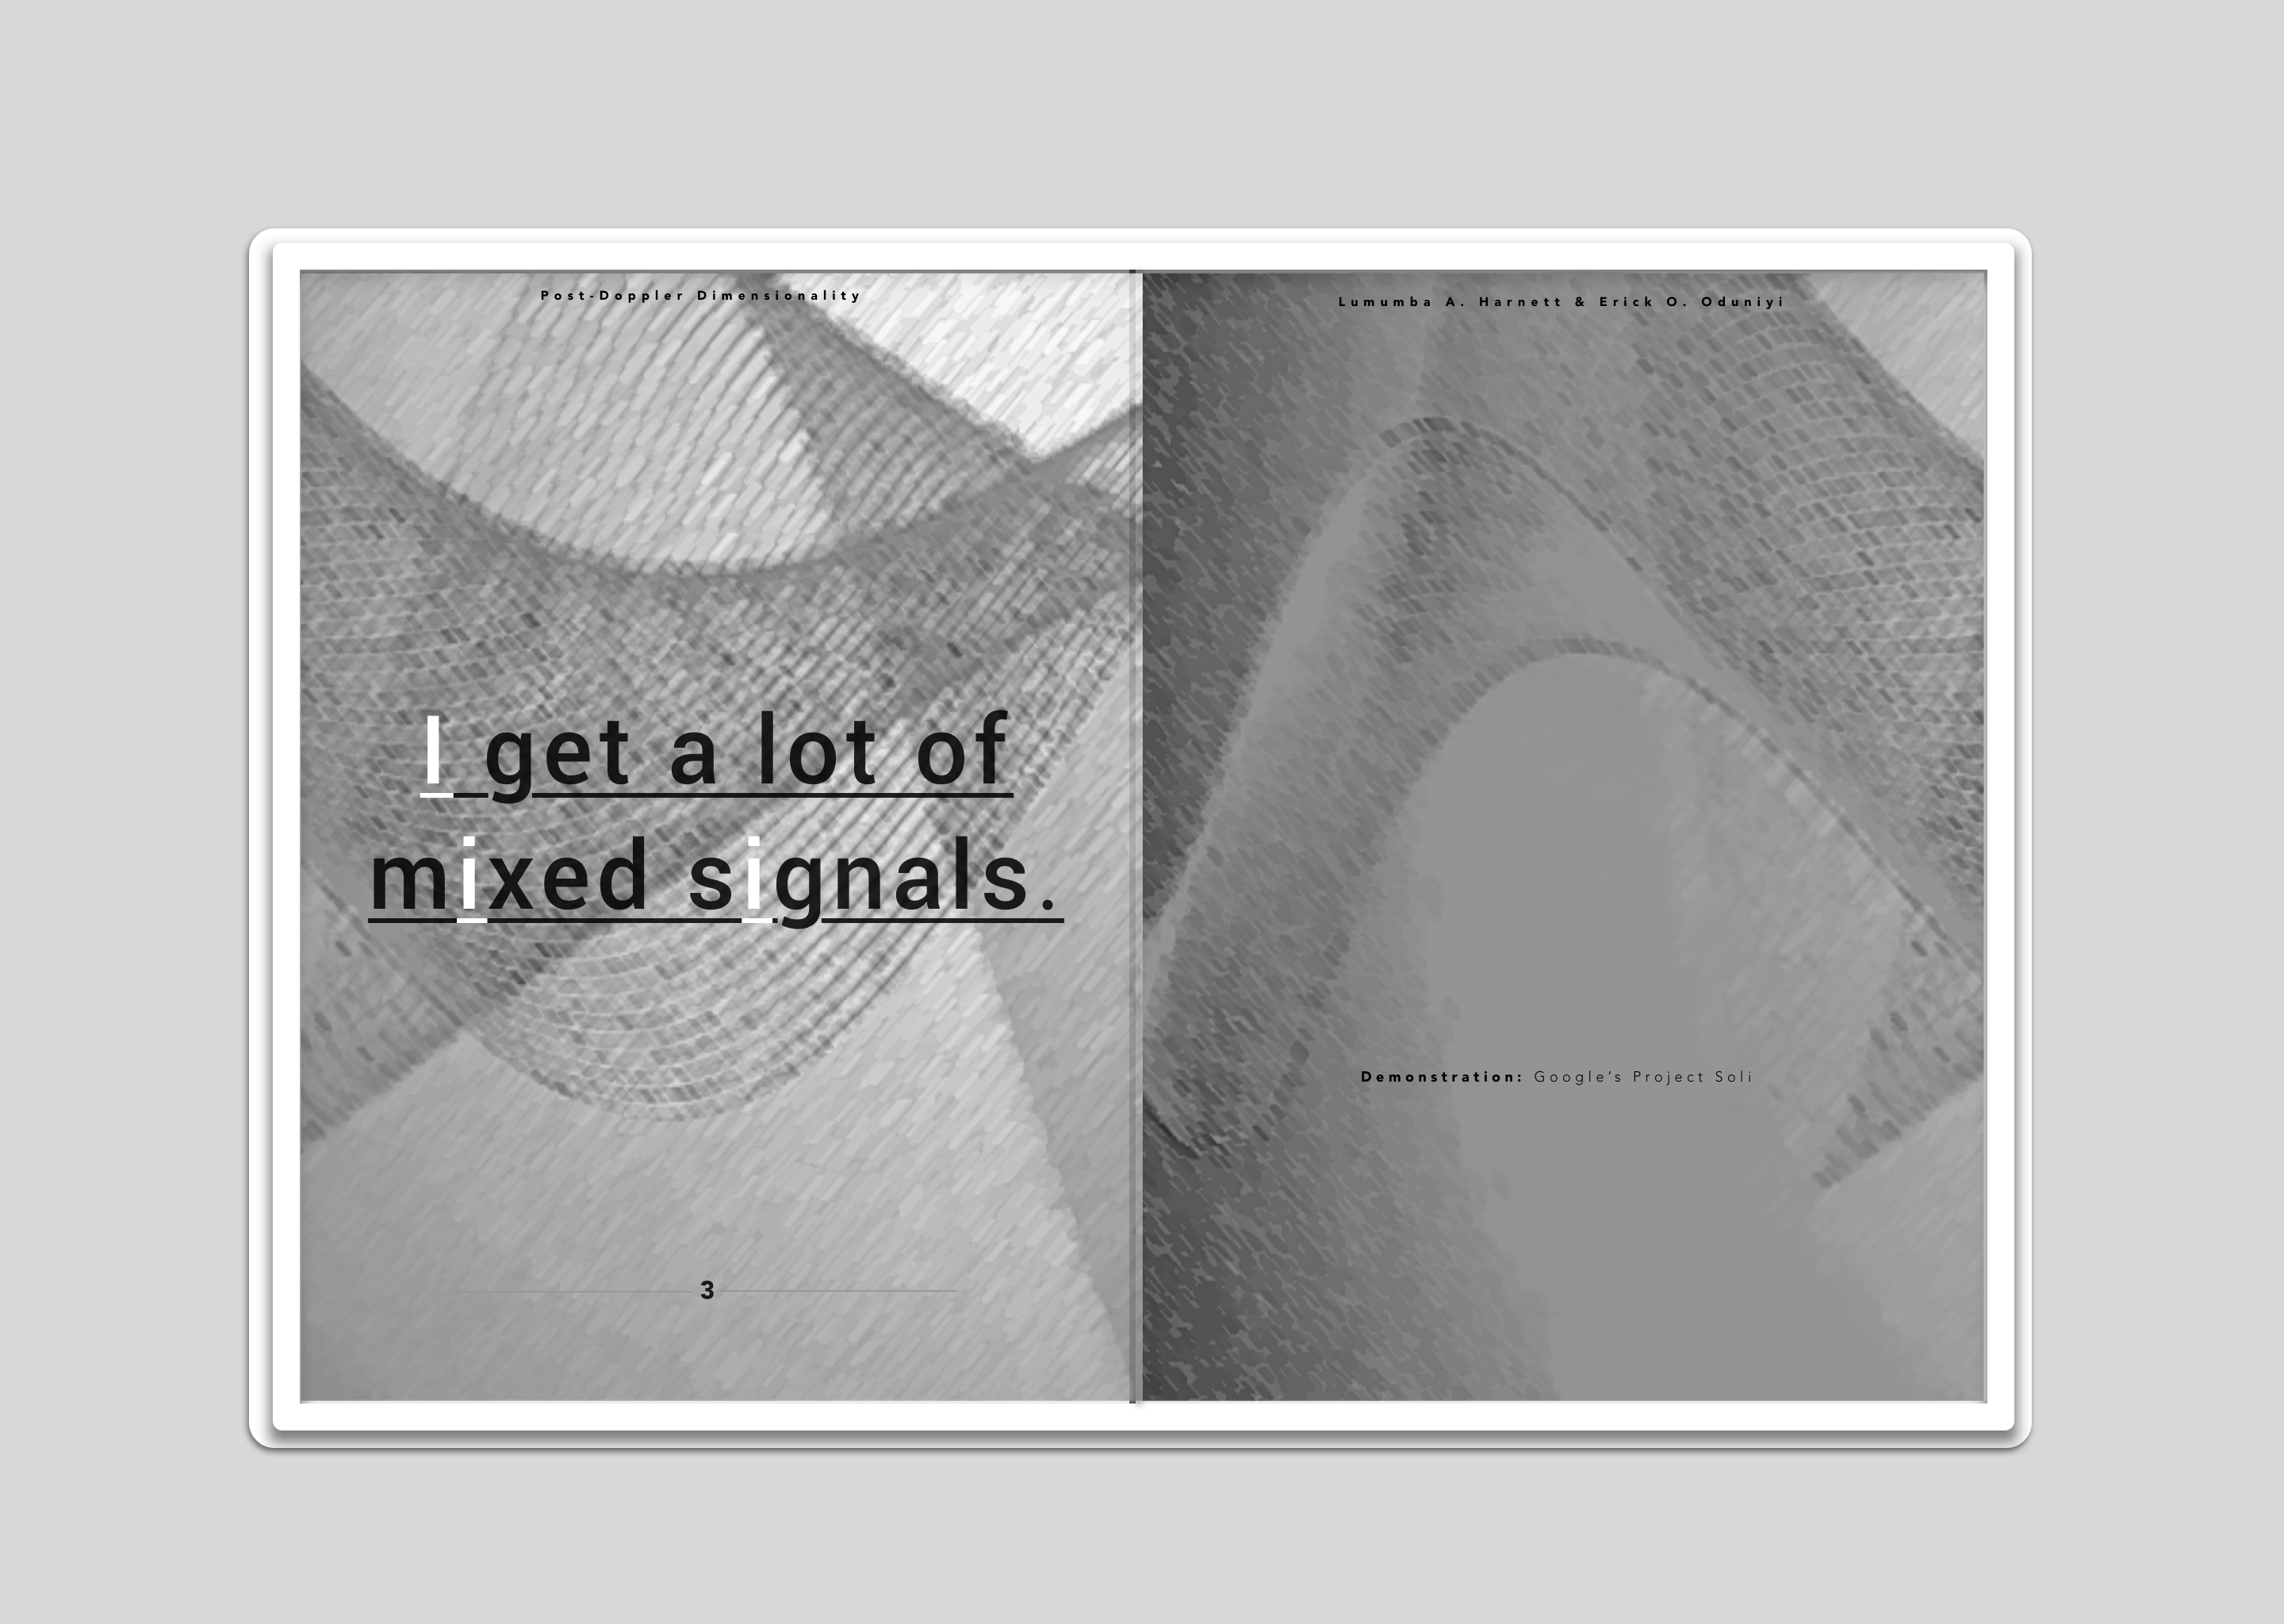 Post-Doppler Dimensionality
I get a lot of
mixed signals.
3
Lumumba A. Harnett & Erick O. Oduniyi
Demonstration: Google’s Project Soli